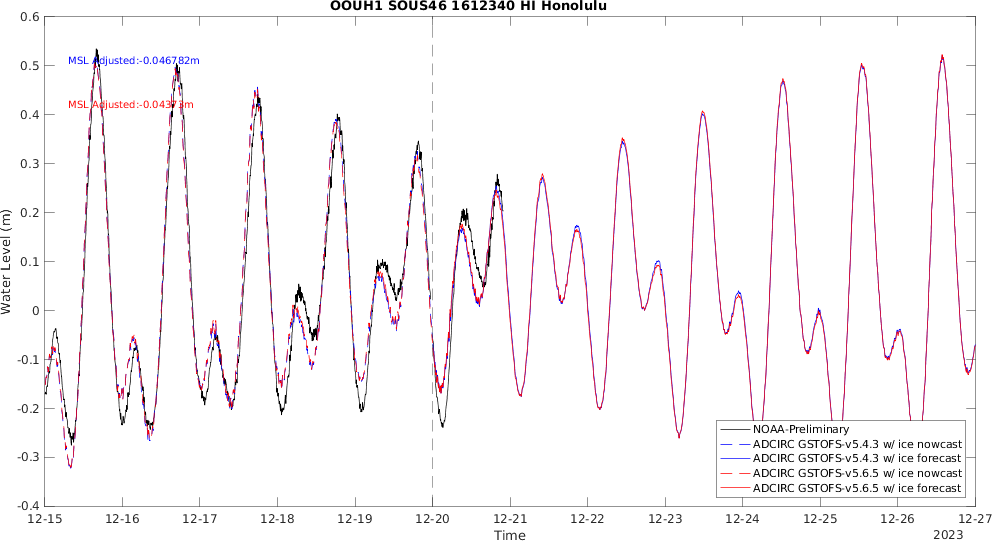 OOUH1 SOUS46 1612340 HI Honolulu
0.6
0.5
0.4
0.3
0.2
0.1
0
-0.1
-0.2
-0.3
-0.4
Water Level (m)
MSL Adjusted:-0.046782m
MSL Adjusted:-0.04373m
NOAA-Preliminary
ADCIRC GSTOFS-v5.4.3 w/ ice nowcast
ADCIRC GSTOFS-v5.4.3 w/ ice forecast
ADCIRC GSTOFS-v5.6.5 w/ ice nowcast
ADCIRC GSTOFS-v5.6.5 w/ ice forecast
12-15 12-16 12-17 12-18 12-19 12-20 12-21 12-22 12-23 12-24 12-25 12-26 12-27
Time
2023